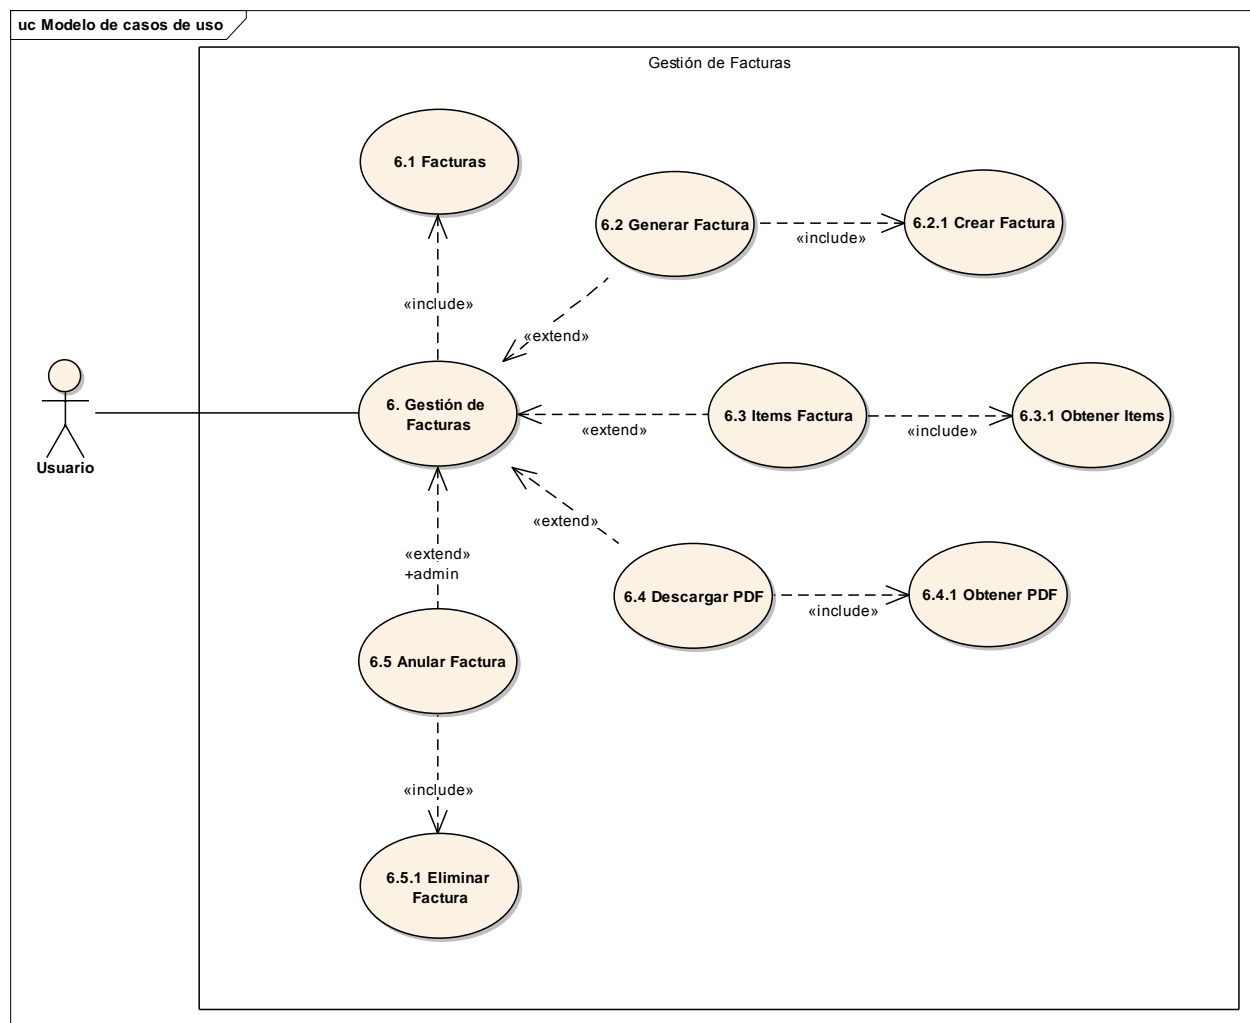 uc Modelo de casos de uso
Gestión de Facturas
6.1 Facturas
6.2 Generar Factura
«include»
6.2.1 Crear Factura
«include»
«extend»
6. Gestión de
Facturas
«extend»
6.3 Items Factura
«include»
6.3.1 Obtener Items
Usuario
«extend»
«extend»
+admin
6.4 Descargar PDF
«include»
6.4.1 Obtener PDF
6.5 Anular Factura
«include»
6.5.1 Eliminar
Factura